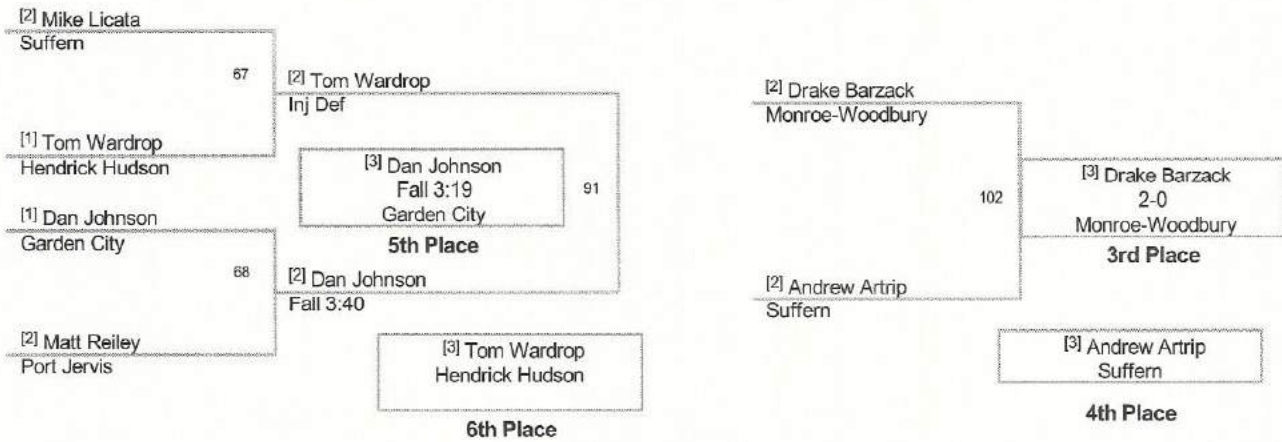 [2] Mike Licata
Suffern
67
[2] Tom Wardrop
Inj Def
[1] Tom Wardrop
Hendrick Hudson
[3] Dan Johnson
Fall 3:19
Garden City
5th Place
91
[1] Dan Johnson
Garden City
68
[2] Dan Johnson
Fall 3:40
[2] Matt Reiley
Port Jervis
[3] Tom Wardrop
Hendrick Hudson
6th Place
[2] Drake Barzack
Monroe-Woodbury
102
[3] Drake Barzack
2-0
Monroe-Woodbury
3rd Place
[2] Andrew Artrip
Suffern
[3] Andrew Artrip
Suffern
4th Place